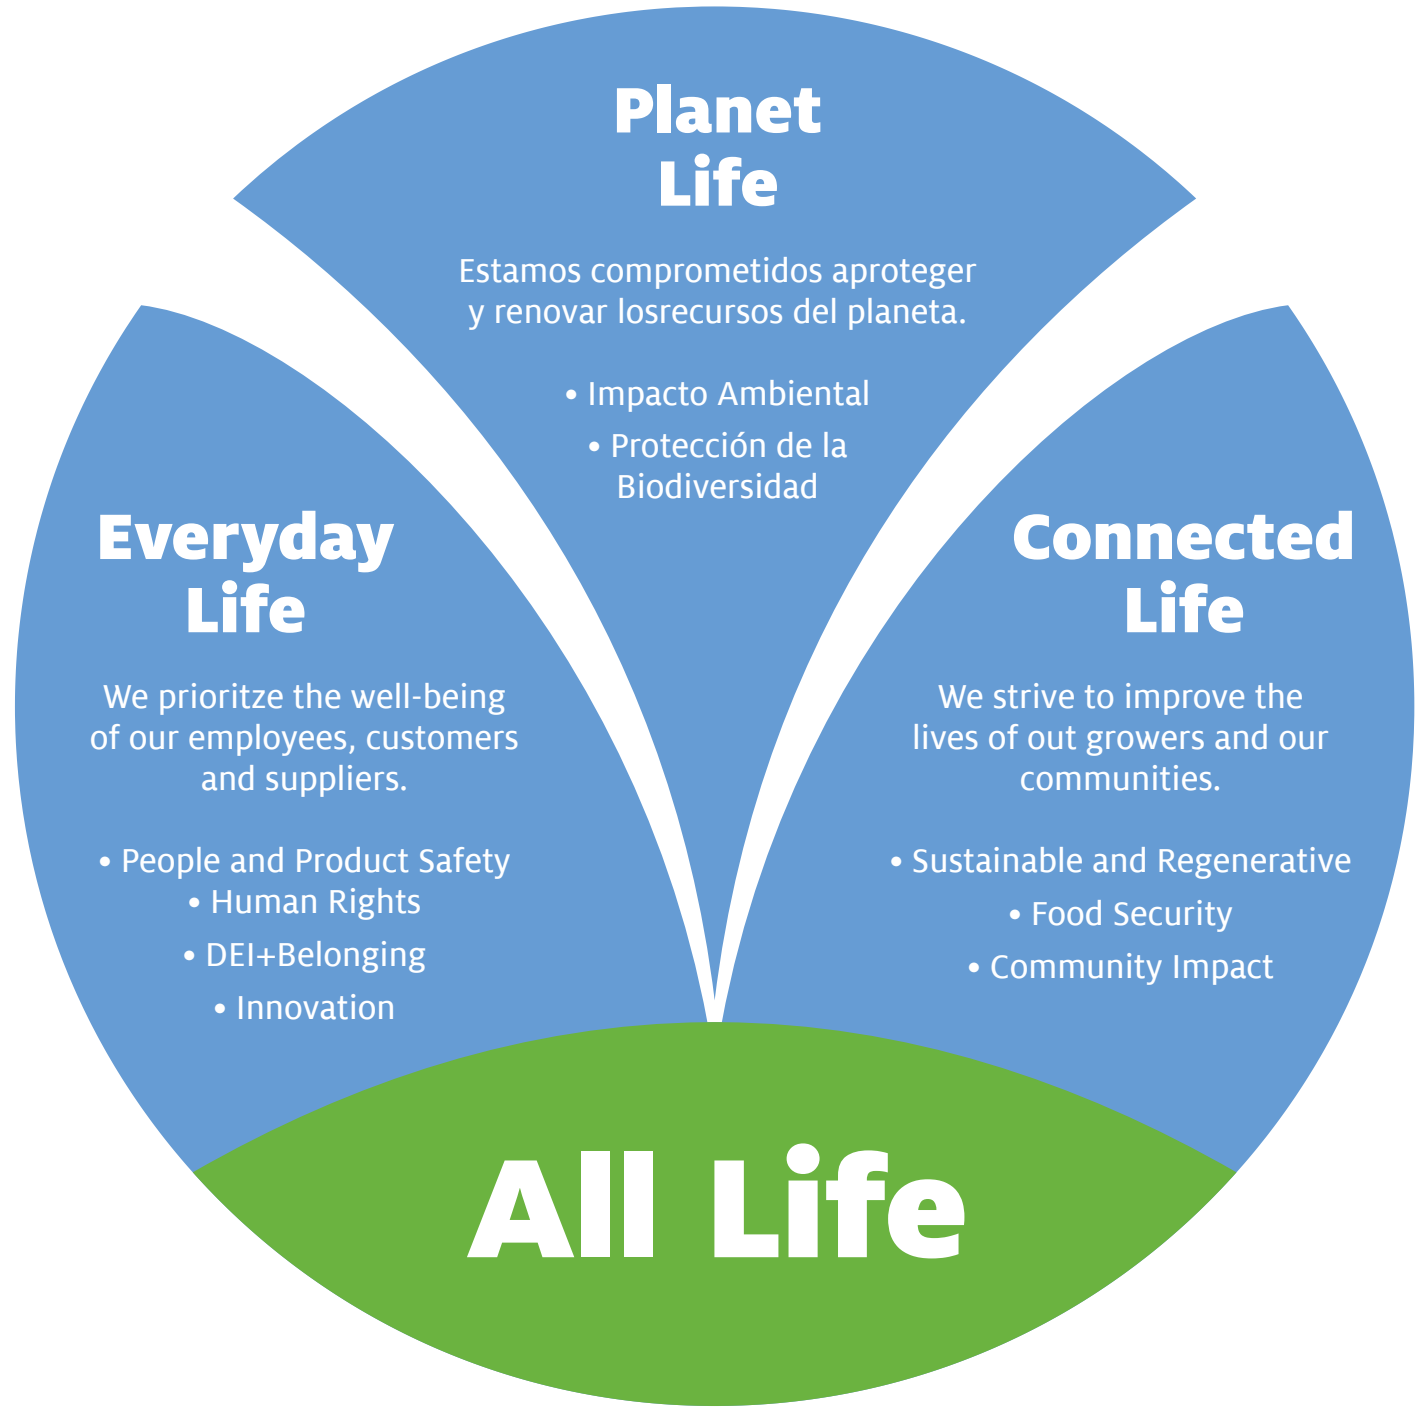 Planet
Life
Estamos comprometidos aproteger
y renovar losrecursos del planeta.
• Impacto Ambiental
• Protección de la
Biodiversidad
Everyday
Life
We prioritze the well-being
of our employees, customers
and suppliers.
• People and Product Safety
• Human Rights
• DEI+Belonging
• Innovation
Connected
Life
We strive to improve the
lives of out growers and our
communities.
• Sustainable and Regenerative
• Food Security
• Community Impact
All Life